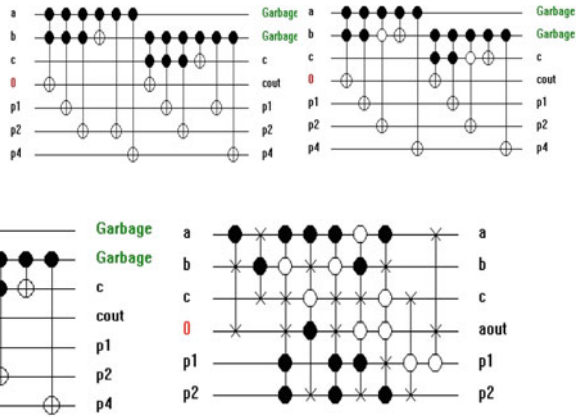 a Garbage
b Garbage
c c
0 cout
p1 p1
p2 p2
p4 p4
a Garbage
b Garbage
c c
0 cout
p1 p1
p2 p2
p4 p4
Garbage
Garbage
c
cout
p1
p2
p4
a a
b b
c c
0 aout
p1 p1
p2 p2